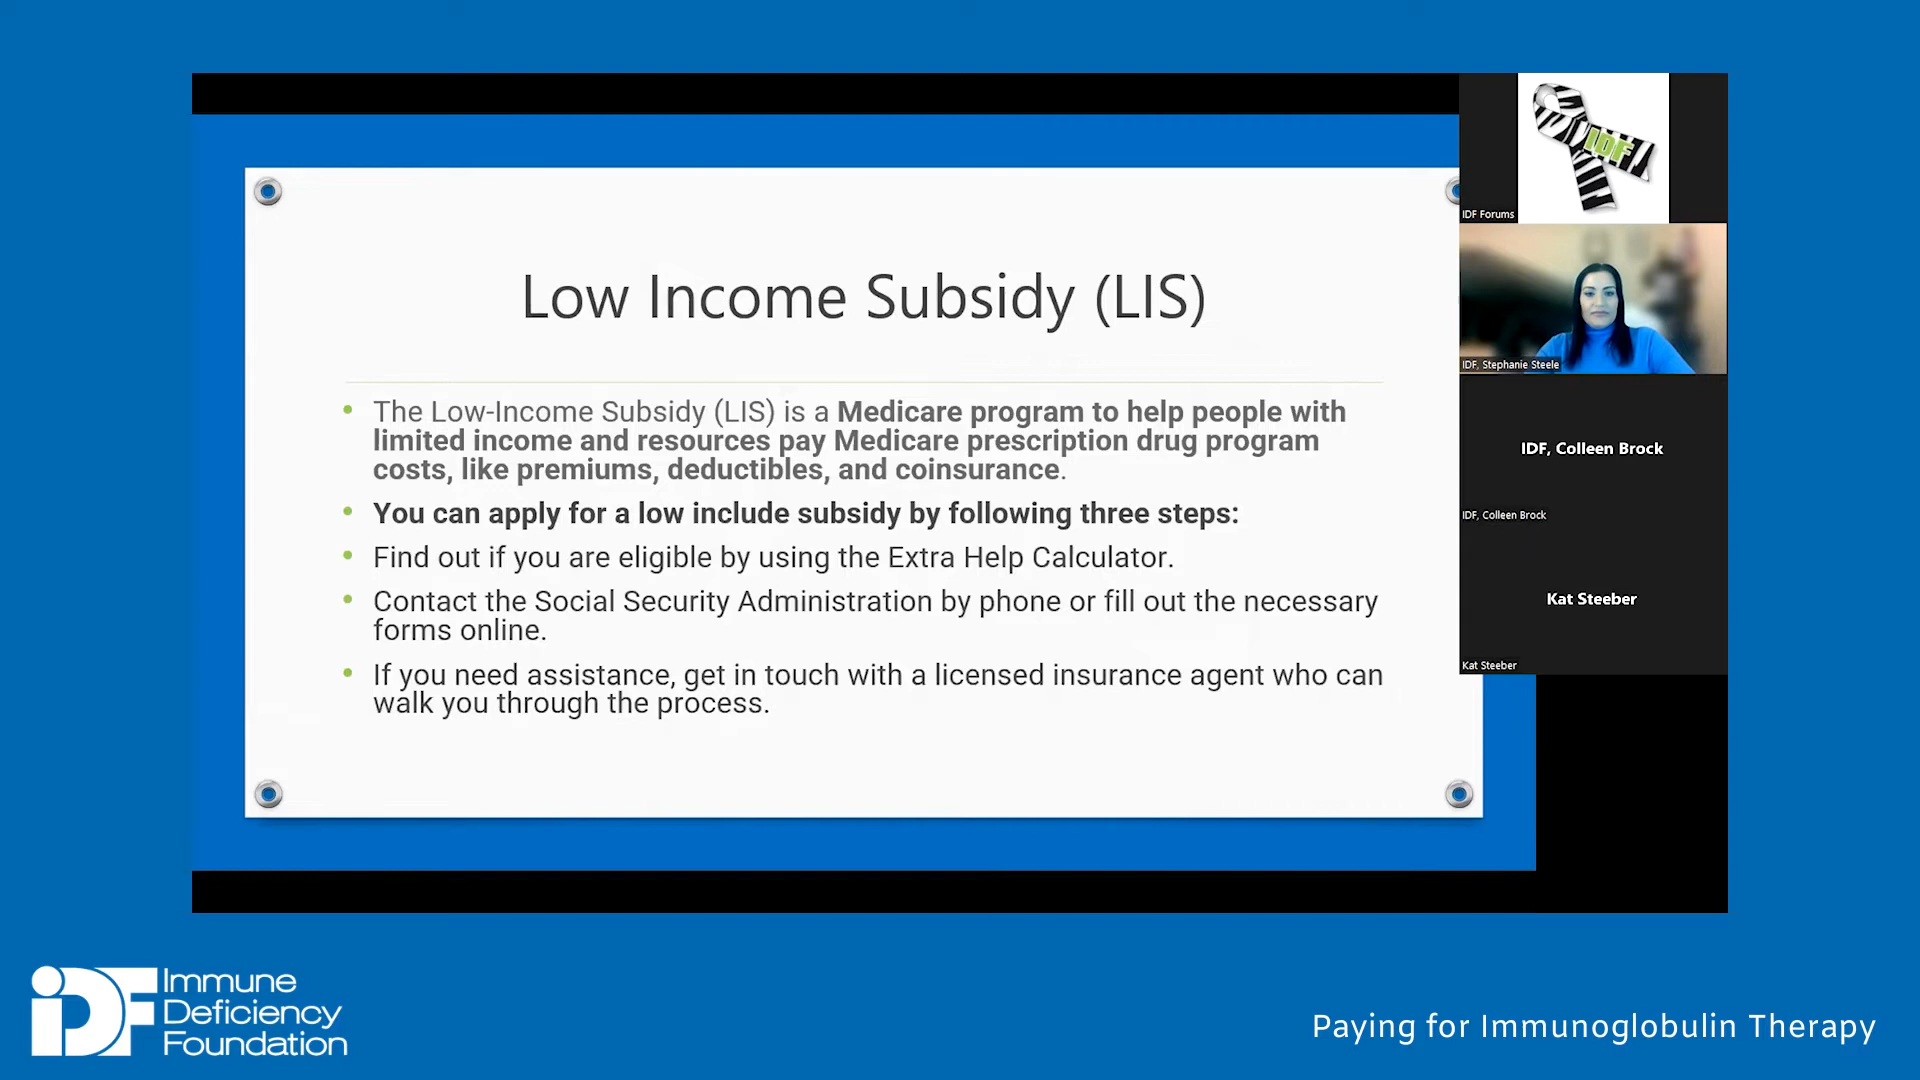 Low Income Subsidy (LIS)
• The Low-Income Subsidy (LIS) is a Medicare program to help people with
limited income and resources pay Medicare prescription drug program
costs, like premiums, deductibles, and coinsurance.
• You can apply for a low include subsidy by following three steps:
• Find out if you are eligible by using the Extra Help Calculator.
• Contact the Social Security Administration by phone or fill out the necessary
forms online.
• If you need assistance, get in touch with a licensed insurance agent who can
walk you through the process.
IDF
IDF Forums
IDF, Stephanie Steele
IDF, Colleen Brock
IDF, Colleen Brock
Kat Steeber
Kat Steeber
IDF Immune
Deficiency
Foundation
Paying for Immunoglobulin Therapy